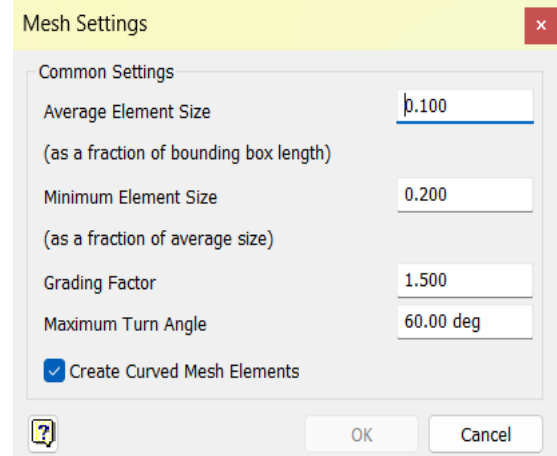 Mesh Settings
Common Settings
Average Element Size 0.100
(as a fraction of bounding box length)
Minimum Element Size 0.200
(as a fraction of average size)
Grading Factor 1.500
Maximum Turn Angle 60.00 deg
Create Curved Mesh Elements
OK Cancel